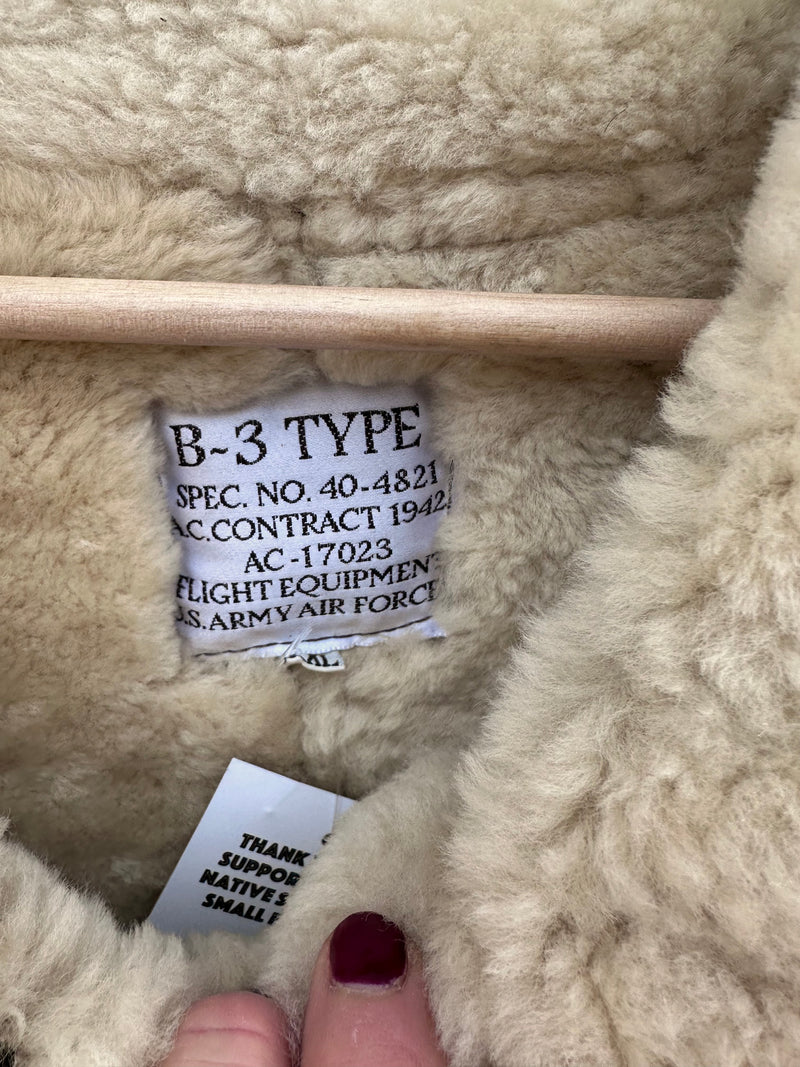 B-3 TYPE
SPEC. NO. 40-4821
A.C.CONTRACT 1942
AC-17023
FLIGHT EQUIPMENT
U.S.ARMY AIR FORCE
XL
THANK
SUPPOR
NATIVE S
SMALL